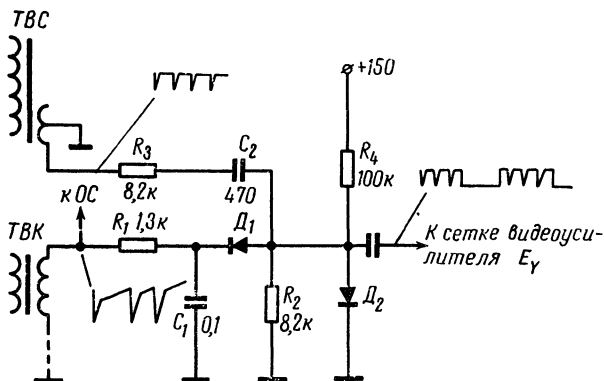 ТВС
+150
R3
8,2к
C2
470
R4
100к
к ОС
ТВК
R1 1,3к
Д1
К сетке видеоуси-
лителя EY
C1 0,1
R2
8,2к
Д2